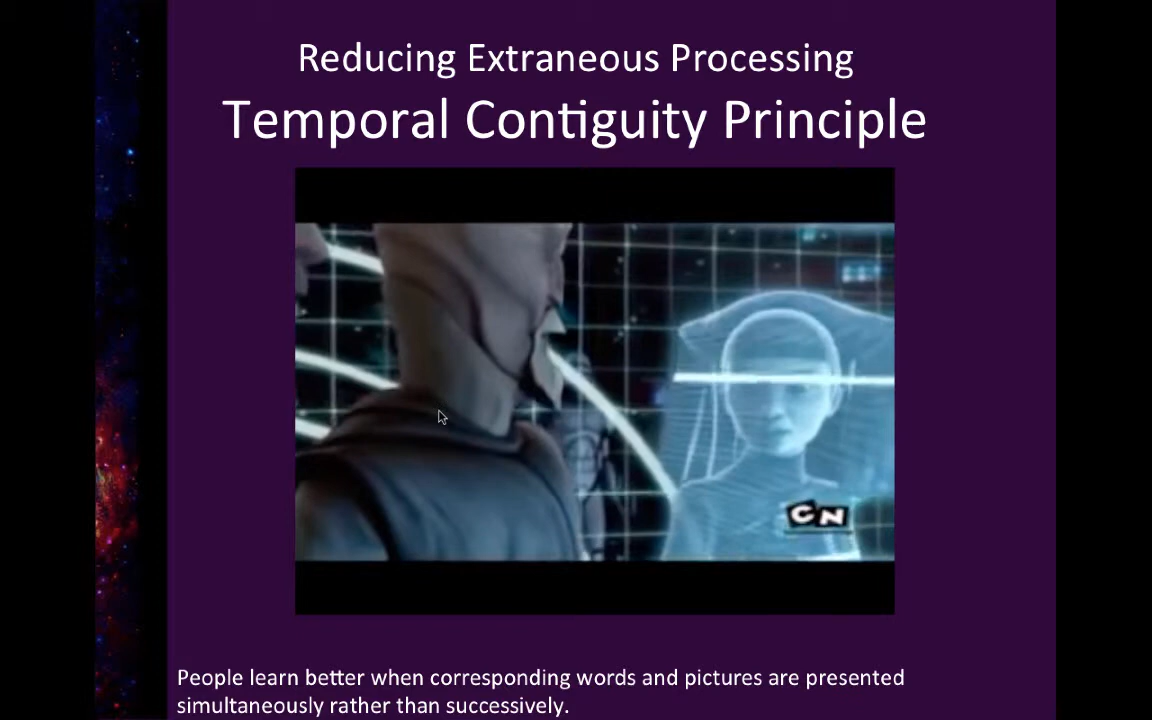 Reducing Extraneous Processing
Temporal Contiguity Principle
CN
People learn better when corresponding words and pictures are presented
simultaneously rather than successively.